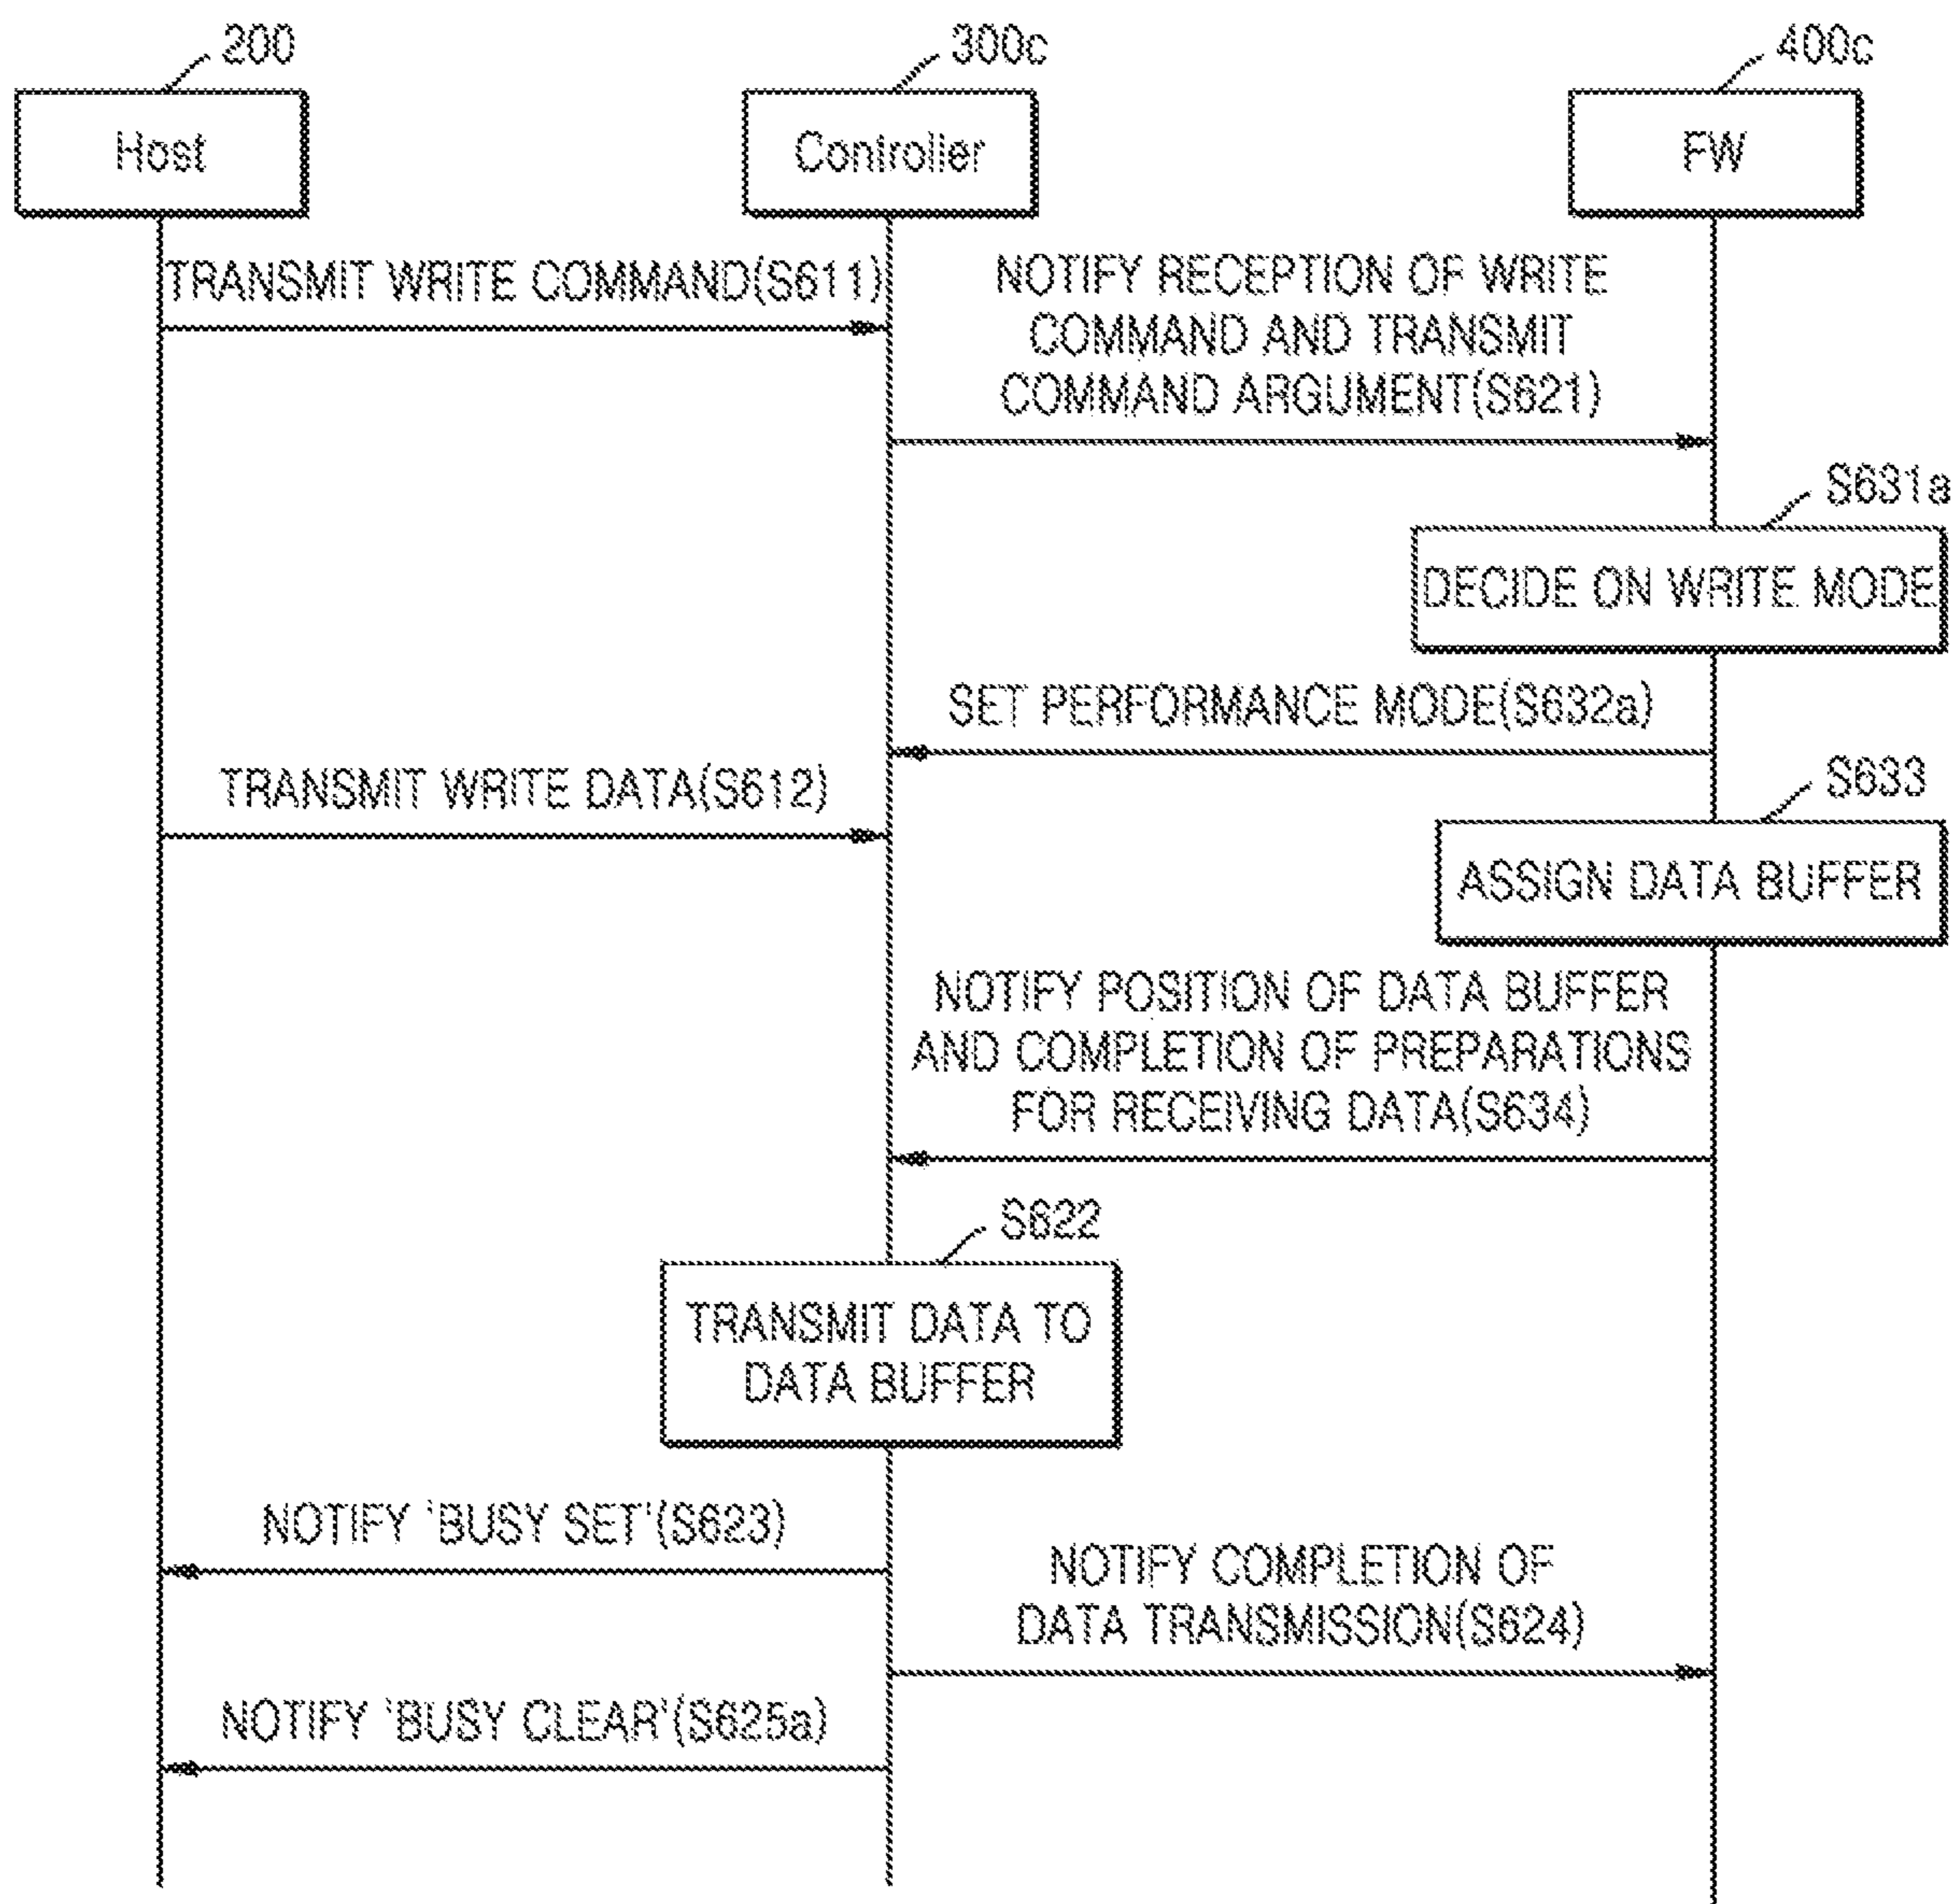 200
300c
400c
Host
Controller
FW
TRANSMIT WRITE COMMAND(S611)
NOTIFY RECEPTION OF WRITE
COMMAND AND TRANSMIT
COMMAND ARGUMENT(S621)
S631a
DECIDE ON WRITE MODE
SET PERFORMANCE MODE(S632a)
TRANSMIT WRITE DATA(S612)
S633
ASSIGN DATA BUFFER
NOTIFY POSITION OF DATA BUFFER
AND COMPLETION OF PREPARATIONS
FOR RECEIVING DATA(S634)
S622
TRANSMIT DATA TO
DATA BUFFER
NOTIFY 'BUSY SET'(S623)
NOTIFY COMPLETION OF
DATA TRANSMISSION(S624)
NOTIFY 'BUSY CLEAR'(S625a)